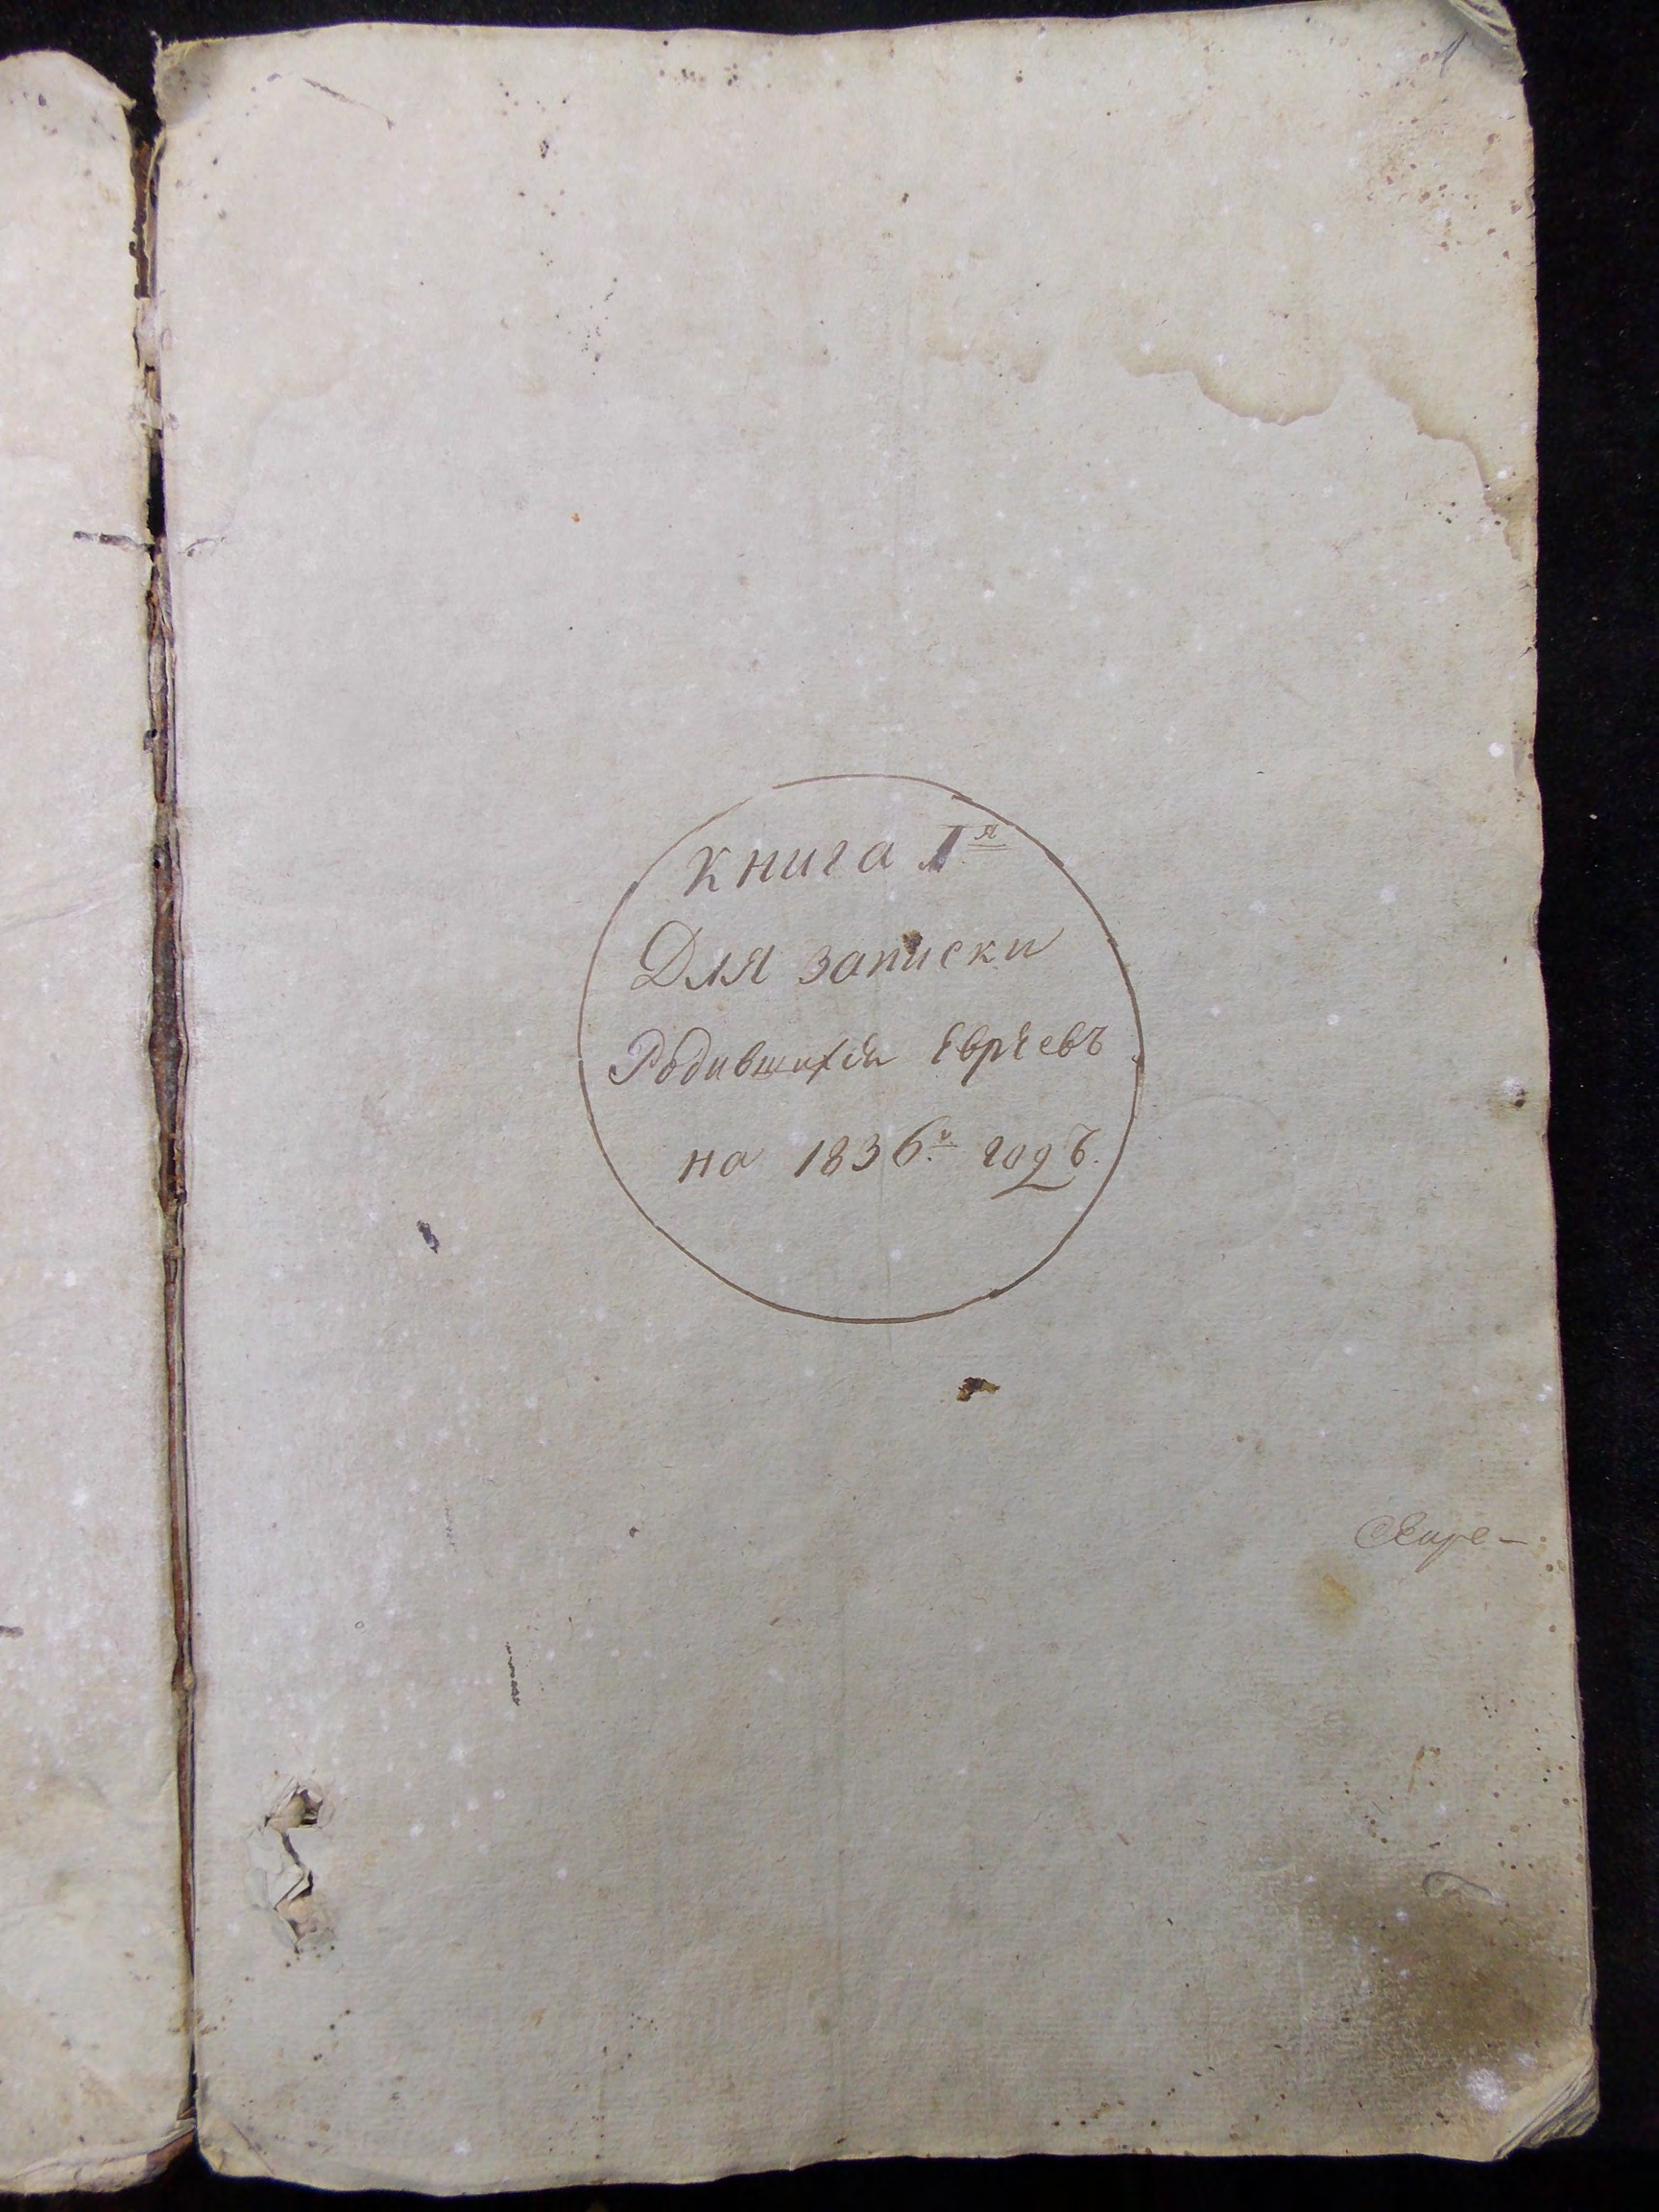 книга 1я
Для записки
Родившихся Евреевъ
на 1836й годъ.